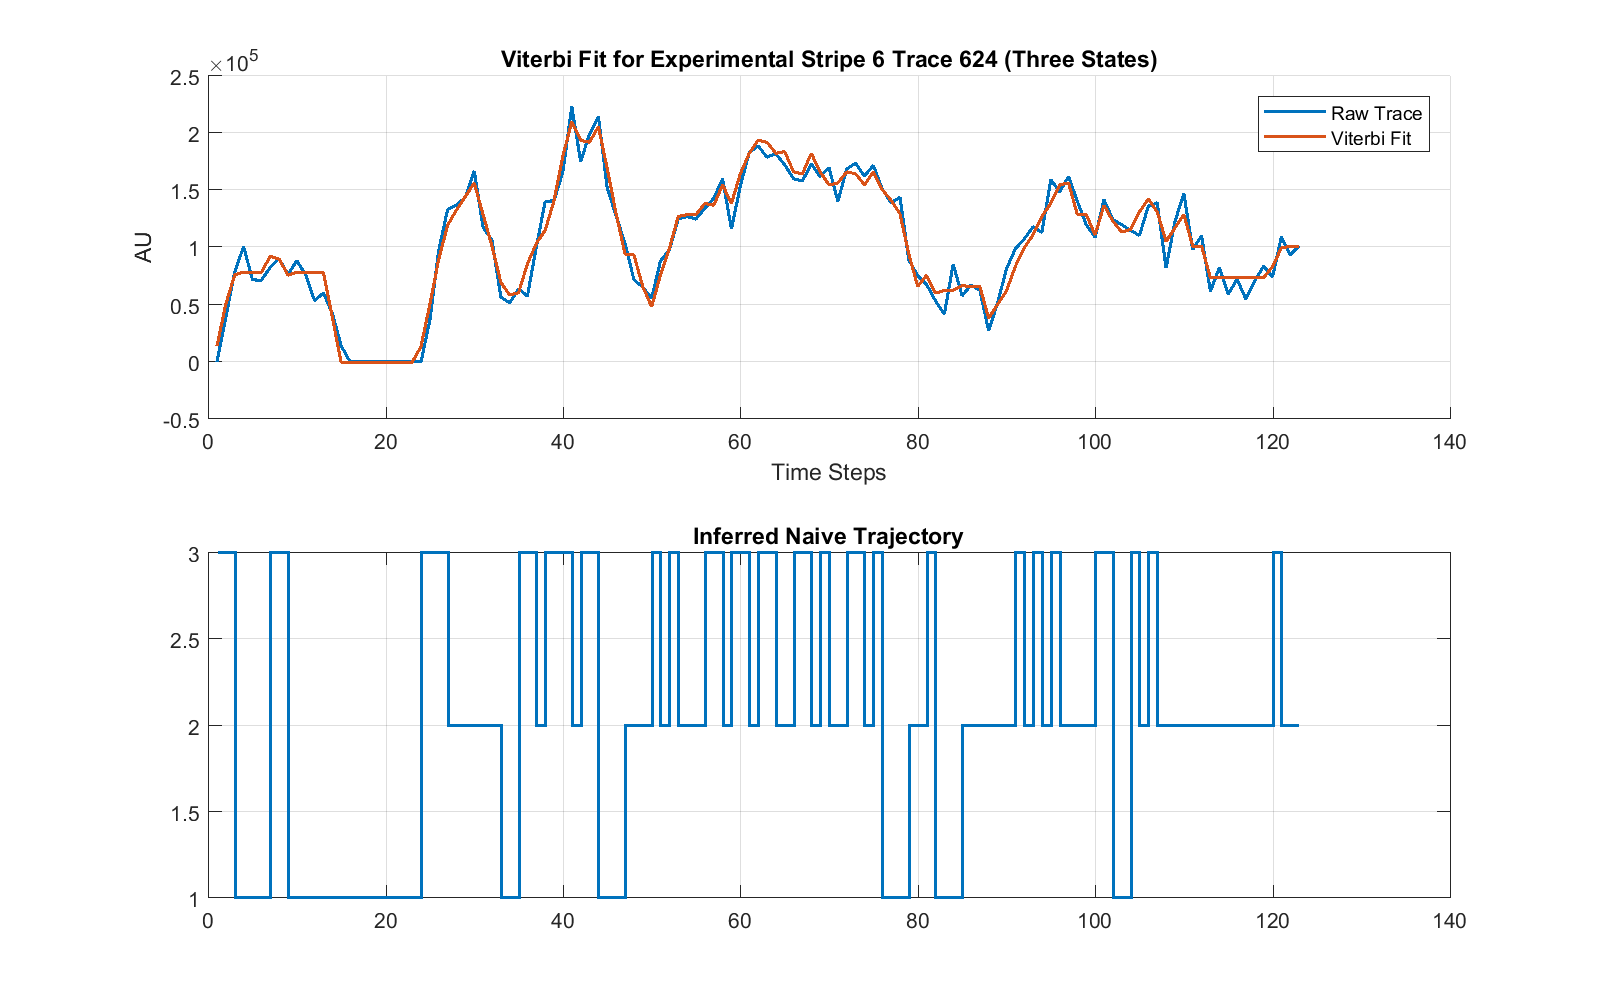 Viterbi Fit for Experimental Stripe 6 Trace 624 (Three States)
×10^5
2.5
2
1.5
1
0.5
0
-0.5
AU
Raw Trace
Viterbi Fit
0 20 40 60 80 100 120 140
Time Steps
Inferred Naive Trajectory
3
2.5
2
1.5
1
0 20 40 60 80 100 120 140